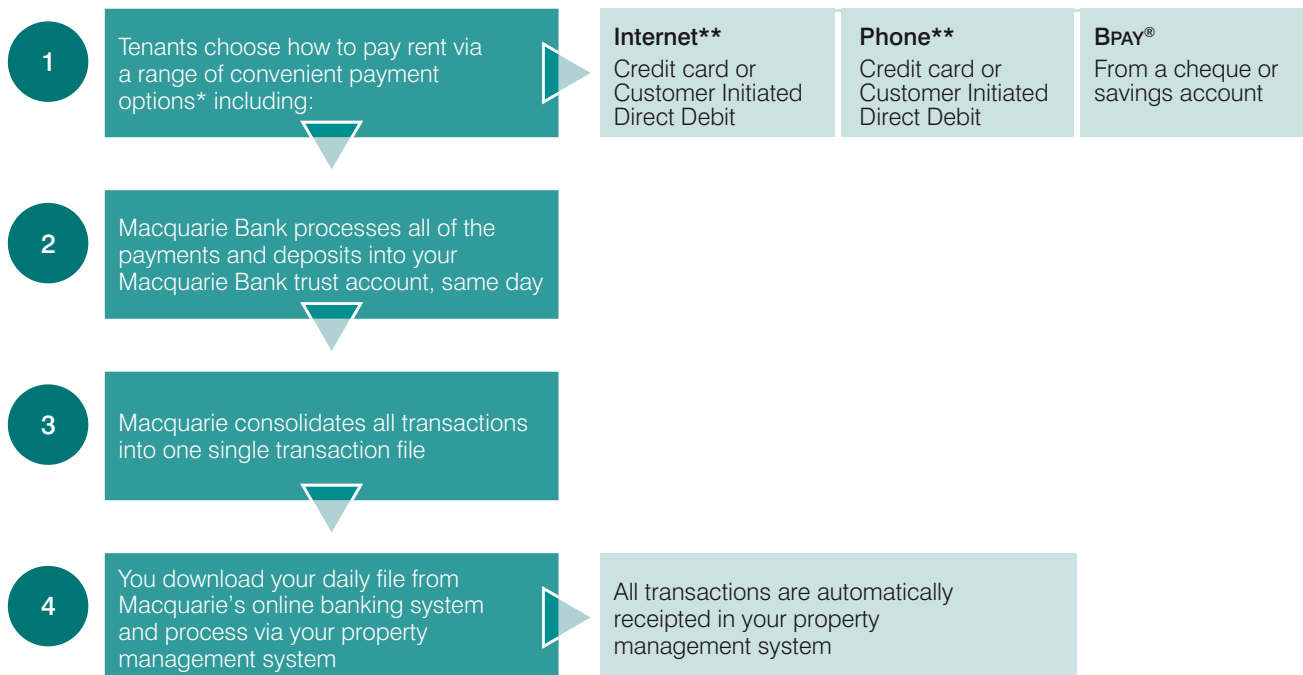 1
Tenants choose how to pay rent via
a range of convenient payment
options* including:
Internet**
Credit card or
Customer Initiated
Direct Debit
Phone**
Credit card or
Customer Initiated
Direct Debit
BPAY®
From a cheque or
savings account
2
Macquarie Bank processes all of the
payments and deposits into your
Macquarie Bank trust account, same day
3
Macquarie consolidates all transactions
into one single transaction file
4
You download your daily file from
Macquarie’s online banking system
and process via your property
management system
All transactions are automatically
receipted in your property
management system